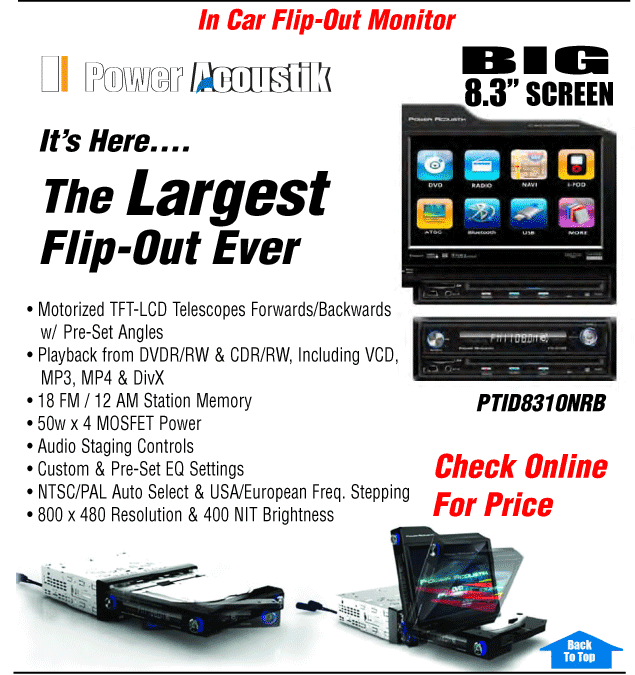 In Car Flip-Out Monitor
Power Acoustik
BIG
8.3” SCREEN
It’s Here....
The Largest
Flip-Out Ever
• Motorized TFT-LCD Telescopes Forwards/Backwards
w/ Pre-Set Angles
• Playback from DVDR/RW & CDR/RW, Including VCD,
MP3, MP4 & DivX
• 18 FM / 12 AM Station Memory
• 50w x 4 MOSFET Power
• Audio Staging Controls
• Custom & Pre-Set EQ Settings
• NTSC/PAL Auto Select & USA/European Freq. Stepping
• 800 x 480 Resolution & 400 NIT Brightness
POWER ACOUSTIK
DVD RADIO NAVI I-POD
ATSC Bluetooth USB MORE
PTID8310NRB
Check Online
For Price
POWER ACOUSTIK
Back
To Top